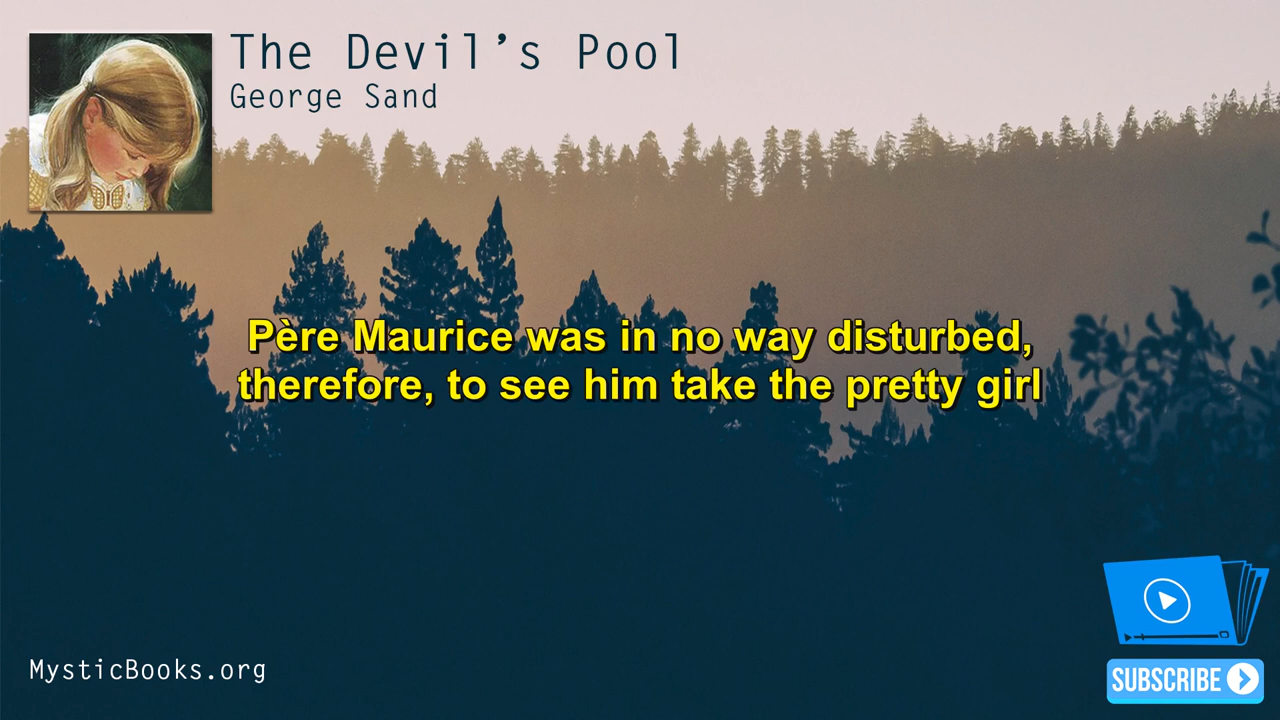 The Devil's Pool
George Sand
Père Maurice was in no way disturbed,
therefore, to see him take the pretty girl
MysticBooks.org
SUBSCRIBE